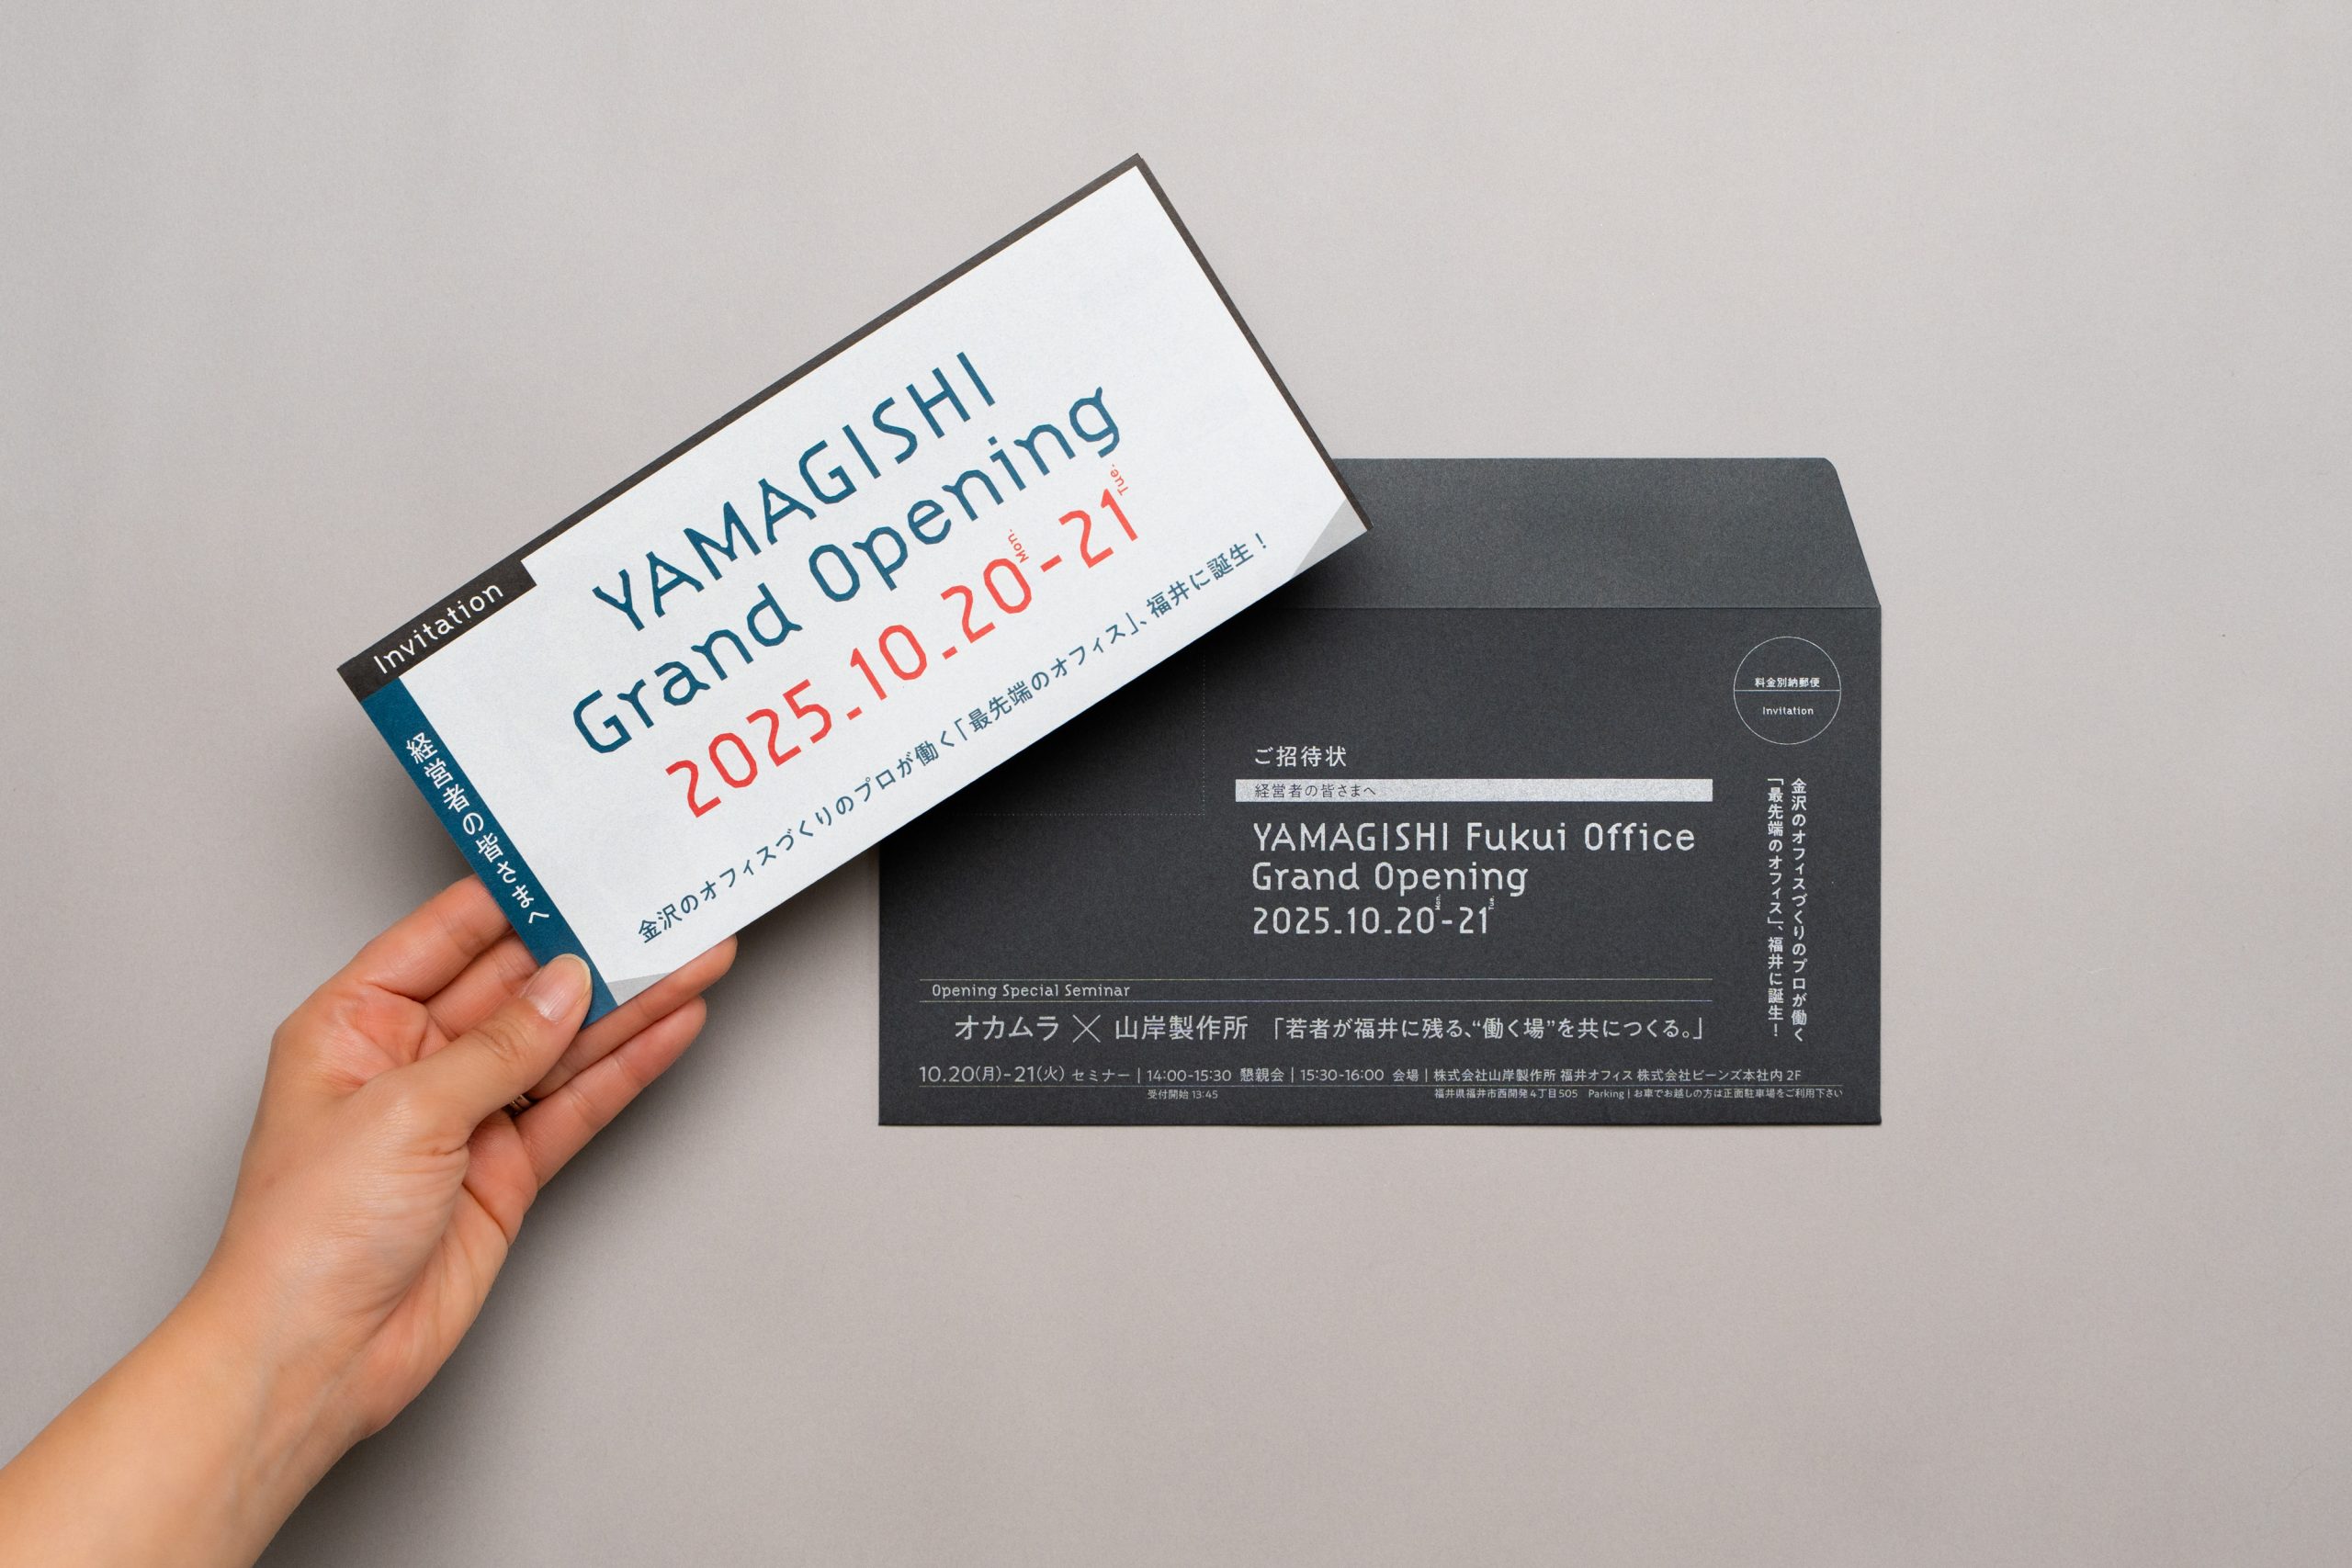 Invitation
経営者の皆さまへ
YAMAGISHI
Grand Opening
2025.10.20Mon.-21Tue.
金沢のオフィスづくりのプロが働く「最先端のオフィス」、福井に誕生！
料金別納郵便
Invitation
ご招待状
経営者の皆さまへ
YAMAGISHI Fukui Office
Grand Opening
2025.10.20Mon.-21Tue.
金沢のオフィスづくりのプロが働く
「最先端のオフィス」、福井に誕生！
Opening Special Seminar
オカムラ × 山岸製作所 「若者が福井に残る、“働く場”を共につくる。」
10.20(月)-21(火) セミナー | 14:00-15:30 懇親会 | 15:30-16:00 会場 | 株式会社山岸製作所 福井オフィス 株式会社ビーンズ本社内 2F
受付開始 13:45 福井県福井市西開発4丁目505 Parking | お車でお越しの方は正面駐車場をご利用下さい